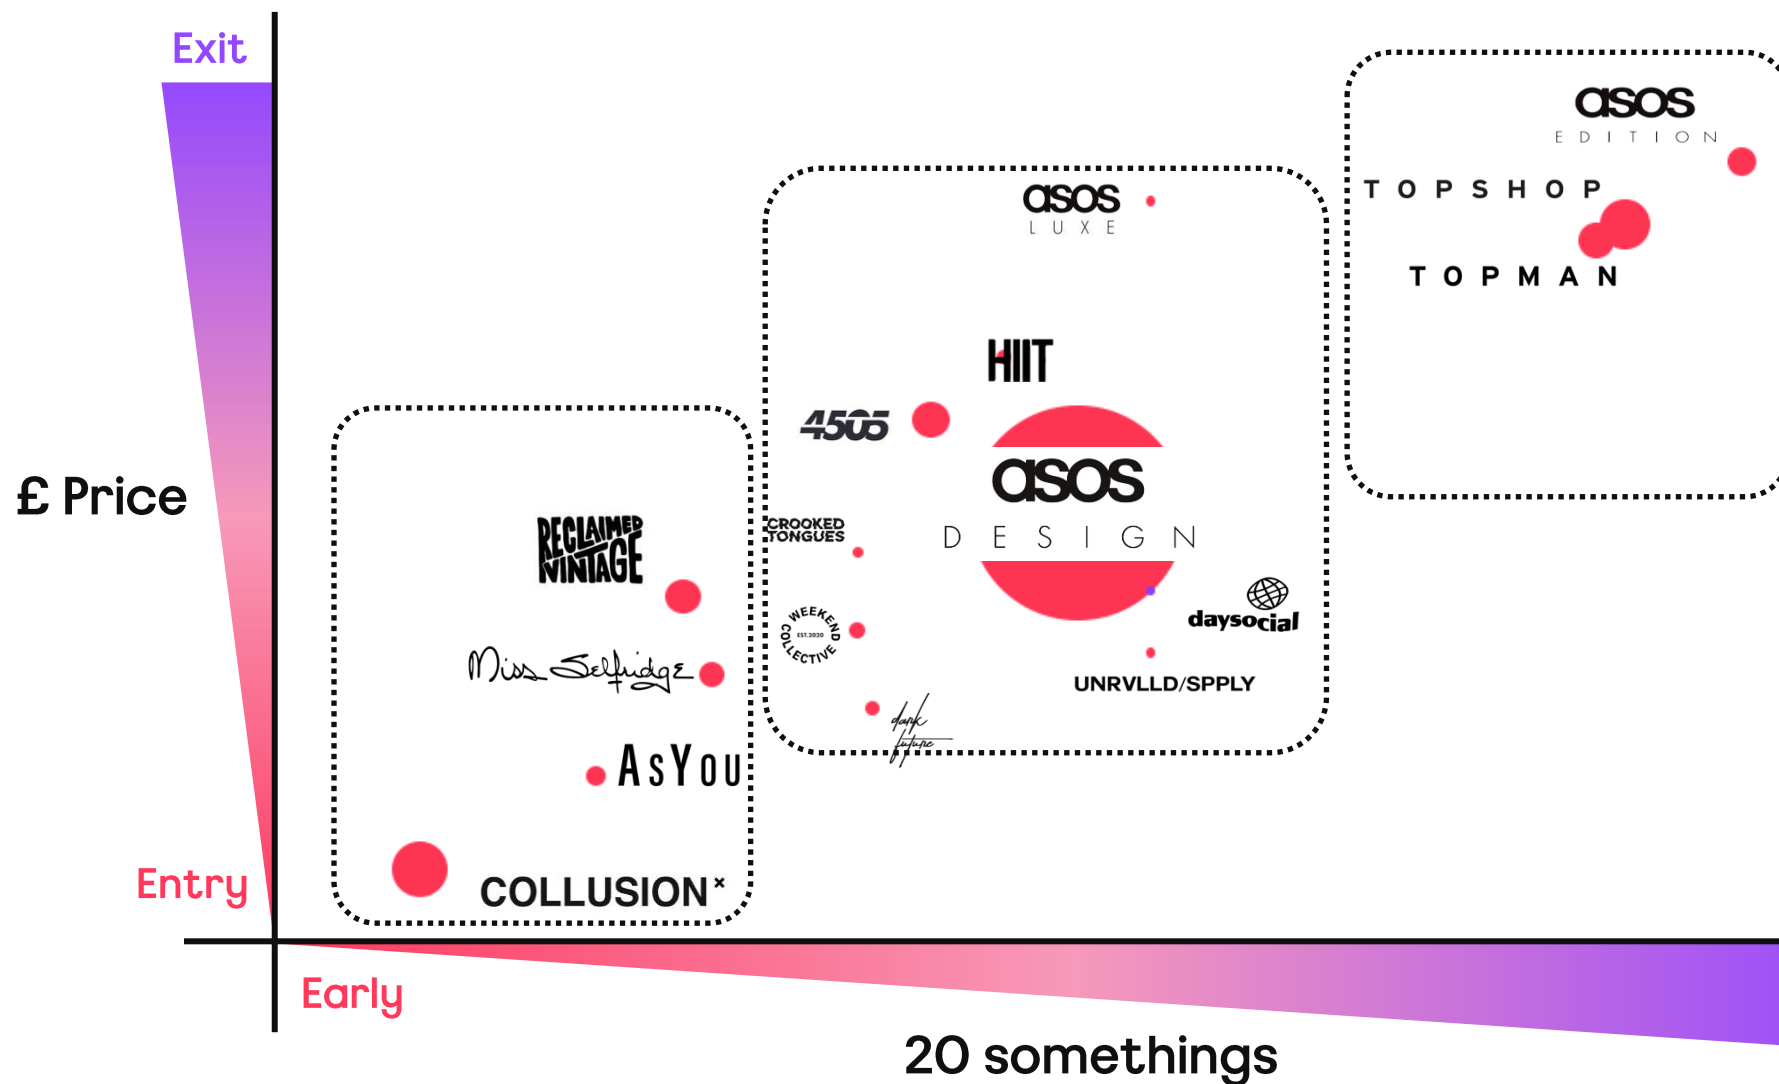 Exit
asos
EDITION
TOPSHOP
TOPMAN
asos
LUXE
HIIT
4505
asos
DESIGN
£ Price
RECLAIMED
VINTAGE
CROOKED
TONGUES
WEEKEND
EST.2020
COLLECTIVE
daysocial
Miss Selfridge
UNRVLLD/SPPLY
dark
future
AsYou
Entry
COLLUSION×
Early
20 somethings